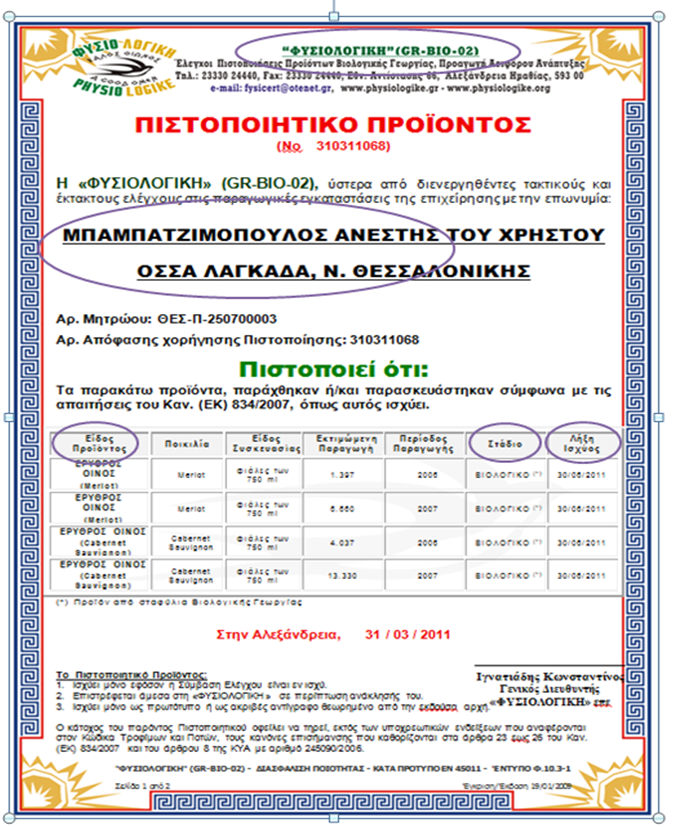 ΦΥΣΙΟ ΛΟΓΙΚΗ
ΚΑΛΟΣ ΟΙΩΝΟΣ
A GOOD OMEN
PHYSIO LOGIKE
“ΦΥΣΙΟΛΟΓΙΚΗ” (GR-BIO-02)
Έλεγχοι Πιστοποιήσεις Προϊόντων Βιολογικής Γεωργίας, Προαγωγή Αειφόρου Ανάπτυξης
Τηλ.: 23330 24440, Fax: 23330 24440, Εθν. Αντίστασης 66, Αλεξάνδρεια Ημαθίας, 593 00
e-mail: fysicert@otenet.gr, www.physiologike.gr - www.physiologike.org
ΠΙΣΤΟΠΟΙΗΤΙΚΟ ΠΡΟΪΟΝΤΟΣ
(Νο 310311068)
Η «ΦΥΣΙΟΛΟΓΙΚΗ» (GR-BIO-02), ύστερα από διενεργηθέντες τακτικούς και
έκτακτους ελέγχους στις παραγωγικές εγκαταστάσεις της επιχείρησης με την επωνυμία:
ΜΠΑΜΠΑΤΖΙΜΟΠΟΥΛΟΣ ΑΝΕΣΤΗΣ ΤΟΥ ΧΡΗΣΤΟΥ
ΟΣΣΑ ΛΑΓΚΑΔΑ, Ν. ΘΕΣΣΑΛΟΝΙΚΗΣ
Αρ. Μητρώου: ΘΕΣ-Π-250700003
Αρ. Απόφασης χορήγησης Πιστοποίησης: 310311068
Πιστοποιεί ότι:
Τα παρακάτω προϊόντα, παράχθηκαν ή/και παρασκευάστηκαν σύμφωνα με τις
απαιτήσεις του Καν. (ΕΚ) 834/2007, όπως αυτός ισχύει.
Είδος Προϊόντος Ποικιλία Είδος Συσκευασίας Εκτιμώμενη Παραγωγή Περίοδος Παραγωγής Στάδιο Λήξη Ισχύος
ΕΡΥΘΡΟΣ ΟΙΝΟΣ (Merlot) Merlot Φιάλες των 750 ml 1.397 2006 ΒΙΟΛΟΓΙΚΟ (*) 30/06/2011
ΕΡΥΘΡΟΣ ΟΙΝΟΣ (Merlot) Merlot Φιάλες των 750 ml 6.660 2007 ΒΙΟΛΟΓΙΚΟ (*) 30/06/2011
ΕΡΥΘΡΟΣ ΟΙΝΟΣ (Cabernet Sauvignon) Cabernet Sauvignon Φιάλες των 750 ml 4.037 2006 ΒΙΟΛΟΓΙΚΟ (*) 30/06/2011
ΕΡΥΘΡΟΣ ΟΙΝΟΣ (Cabernet Sauvignon) Cabernet Sauvignon Φιάλες των 750 ml 13.330 2007 ΒΙΟΛΟΓΙΚΟ (*) 30/06/2011
(*) Προϊόν από σταφύλια Βιολογικής Γεωργίας
Στην Αλεξάνδρεια, 31 / 03 / 2011
Το Πιστοποιητικό Προϊόντος:
1. Ισχύει μόνο εφόσον η Σύμβαση Ελέγχου είναι εν ισχύ.
2. Επιστρέφεται άμεσα στη «ΦΥΣΙΟΛΟΓΙΚΗ» σε περίπτωση ανάκλησής του.
3. Ισχύει μόνο ως πρωτότυπο ή ως ακριβές αντίγραφο θεωρημένο από την εκδούσα αρχή.
Ιγνατιάδης Κωνσταντίνος
Γενικός Διευθυντής
«ΦΥΣΙΟΛΟΓΙΚΗ» επε
Ο κάτοχος του παρόντος Πιστοποιητικού οφείλει να τηρεί, εκτός των υποχρεωτικών ενδείξεων που αναφέρονται
στον Κώδικα Τροφίμων και Ποτών, τους κανόνες επισήμανσης που καθορίζονται στα άρθρα 23 εως 26 του Καν.
(ΕΚ) 834/2007 και του άρθρου 8 της ΚΥΑ με αριθμό 245090/2006.
"ΦΥΣΙΟΛΟΓΙΚΗ" (GR-BIO-02) - ΔΙΑΣΦΑΛΙΣΗ ΠΟΙΟΤΗΤΑΣ - ΚΑΤΑ ΠΡΟΤΥΠΟ ΕΝ 45011 - ΈΝΤΥΠΟ Φ.10.3-1
Σελίδα 1 από 2
Έγκριση/Έκδοση 19/01/2009